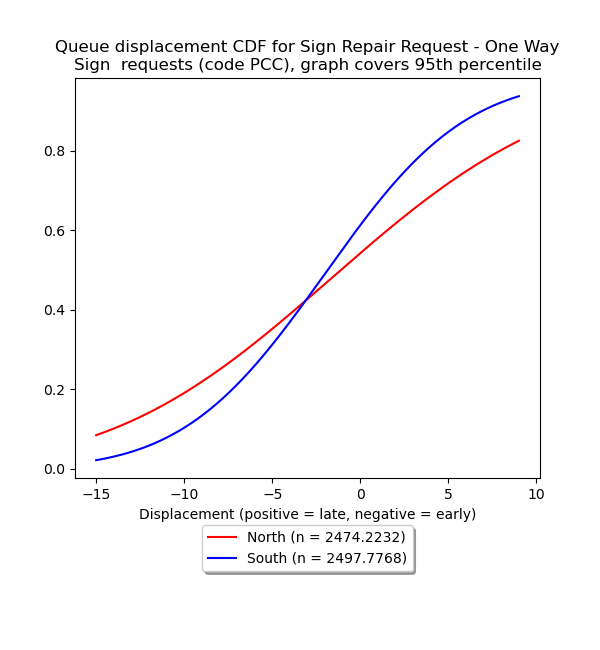 Queue displacement CDF for Sign Repair Request - One Way
Sign  requests (code PCC), graph covers 95th percentile
0.8
0.6
0.4
0.2
0.0
−15
−10
−5
0
5
10
Displacement (positive = late, negative = early)
North (n = 2474.2232)
South (n = 2497.7768)